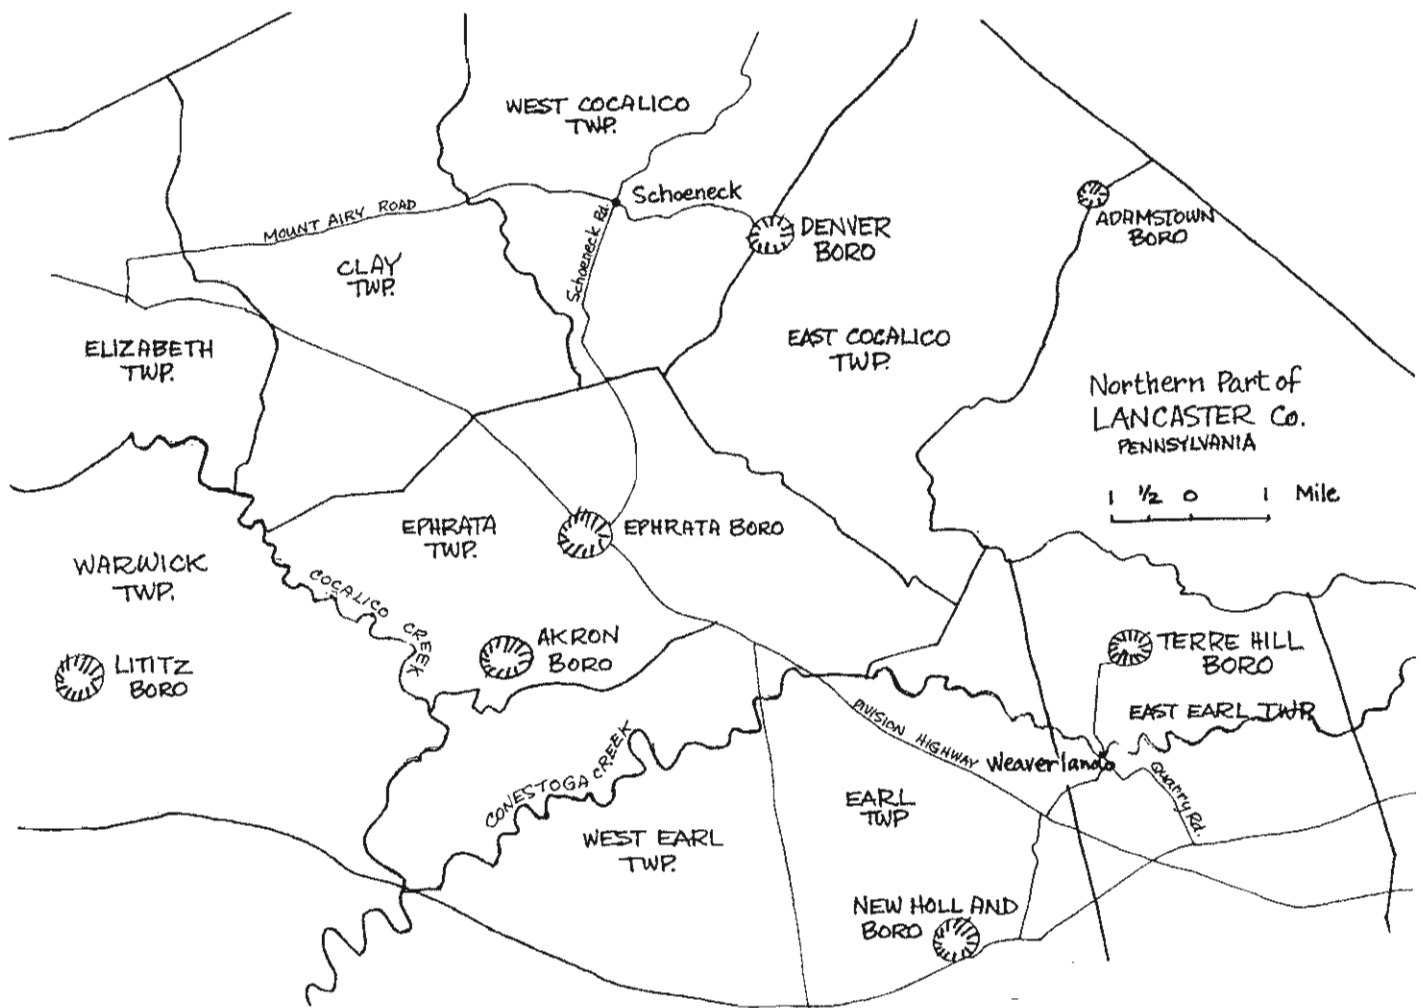 WEST COCALICO
TWP.
Schoeneck
MOUNT AIRY ROAD
Schoeneck Rd.
DENVER
BORO
ADAMSTOWN
BORO
CLAY
TWP.
ELIZABETH
TWP.
EAST COCALICO
TWP.
Northern Part of
LANCASTER Co.
PENNSYLVANIA
1 1/2 0 1 Mile
EPHRATA
TWP.
EPHRATA BORO
WARWICK
TWP.
COCALICO CREEK
AKRON
BORO
TERRE HILL
BORO
LITITZ
BORO
EAST EARL TWP.
DIVISION HIGHWAY
Weaverland
CONESTOGA CREEK
Quarry Rd.
EARL
TWP
WEST EARL
TWP.
NEW HOLLAND
BORO